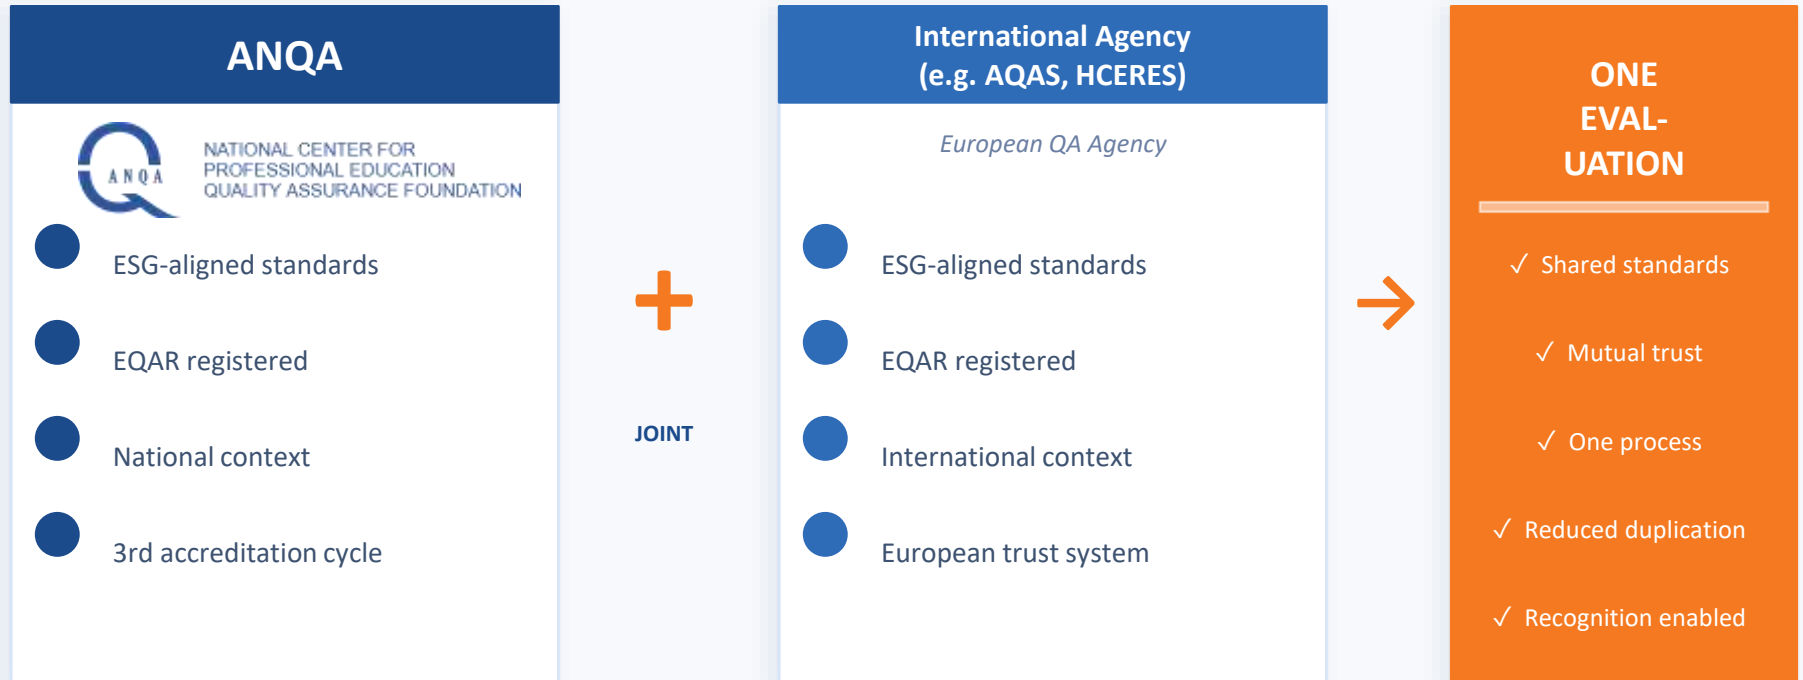 ANQA
ANQA
NATIONAL CENTER FOR
PROFESSIONAL EDUCATION
QUALITY ASSURANCE FOUNDATION
ESG-aligned standards
EQAR registered
National context
3rd accreditation cycle
+
JOINT
International Agency
(e.g. AQAS, HCERES)
European QA Agency
ESG-aligned standards
EQAR registered
International context
European trust system
→
ONE
EVAL-
UATION
✓ Shared standards
✓ Mutual trust
✓ One process
✓ Reduced duplication
✓ Recognition enabled